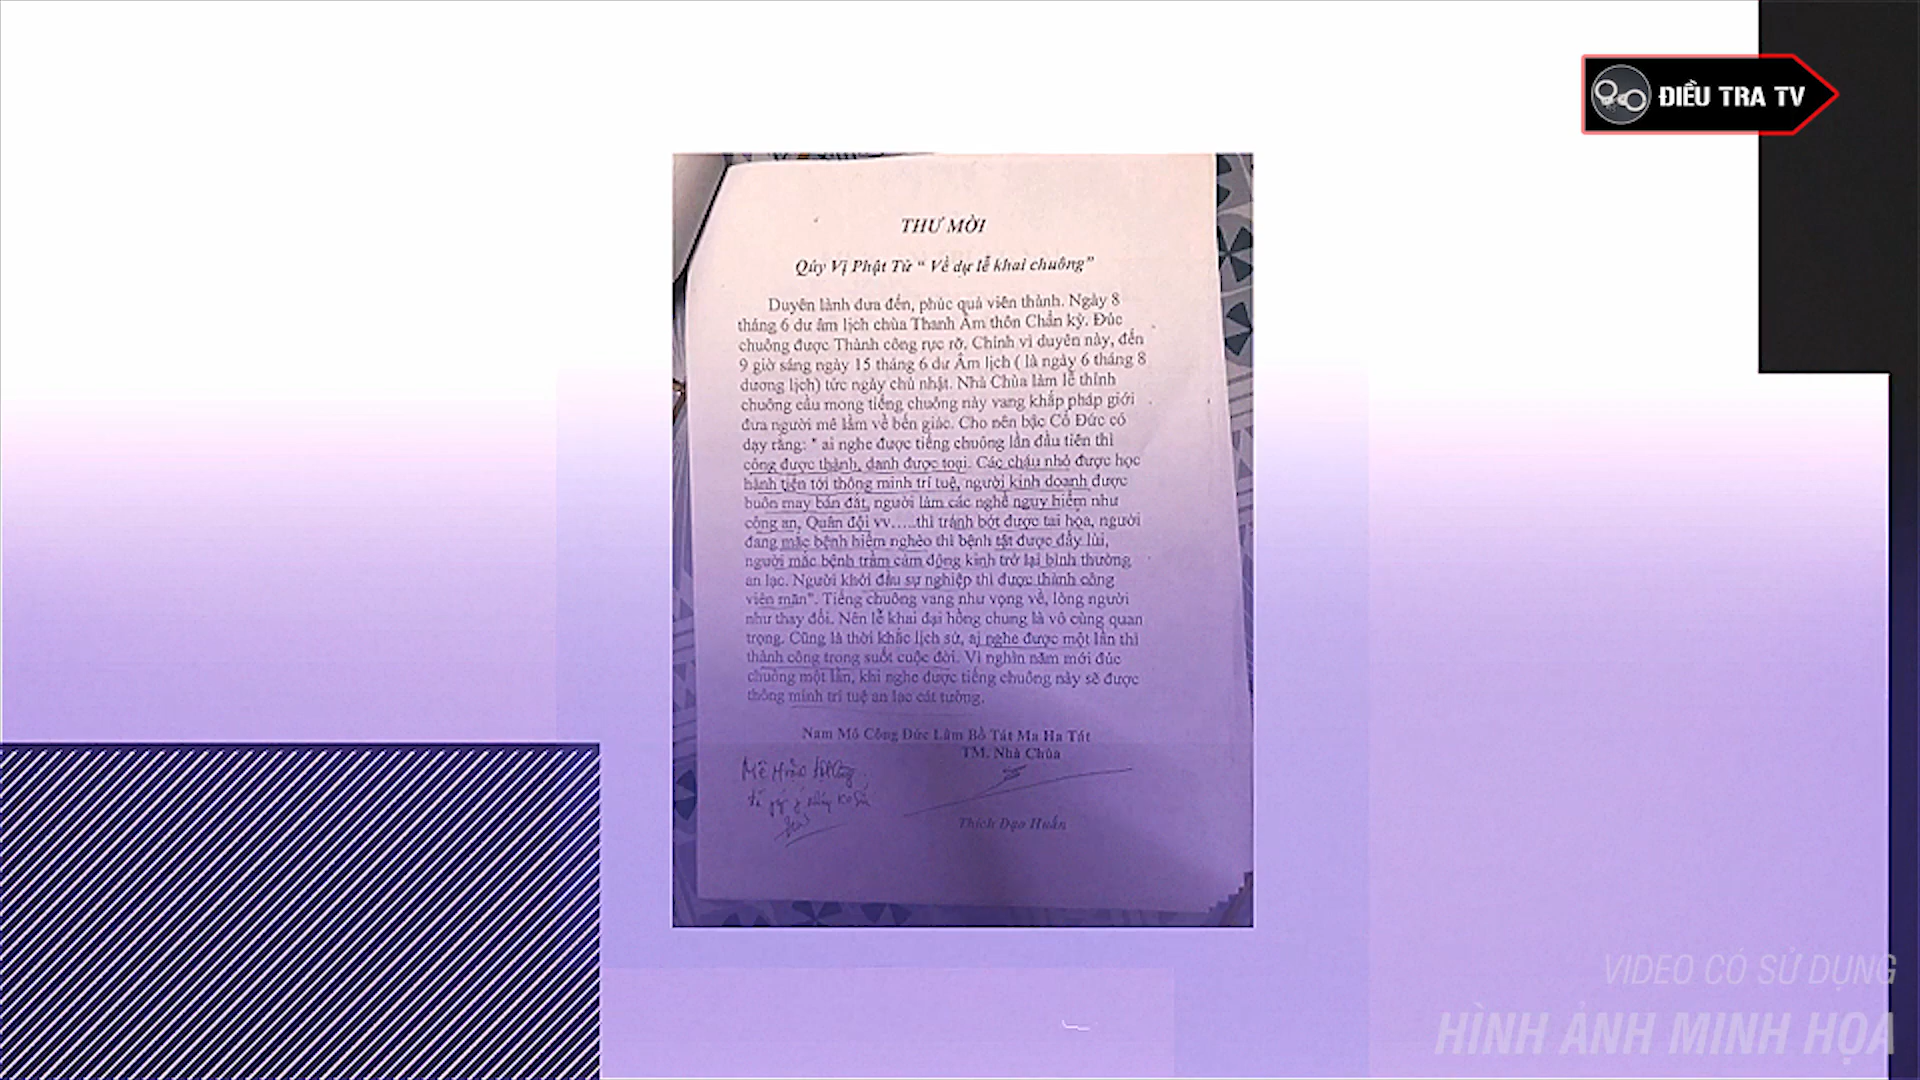 ĐIỀU TRA TV
THƯ MỜI
Qúy Vị Phật Tử “ Về dự lễ khai chuông”
Duyên lành đưa đến, phúc quả viên thành. Ngày 8
tháng 6 dư âm lịch chùa Thanh Âm thôn Chẩn kỳ. Đúc
chuông được Thành công rực rỡ. Chính vì duyên này, đến
9 giờ sáng ngày 15 tháng 6 dư Âm lịch ( là ngày 6 tháng 8
dương lịch) tức ngày chủ nhật. Nhà Chùa làm lễ thỉnh
chuông cầu mong tiếng chuông này vang khắp pháp giới
đưa người mê lầm về bến giác. Cho nên bậc Cổ Đức có
dạy rằng: " ai nghe được tiếng chuông lần đầu tiên thì
công được thành, danh được toại. Các cháu nhỏ được học
hành tiến tới thông minh trí tuệ, người kinh doanh được
buôn may bán đắt, người làm các nghề nguy hiểm như
công an, Quân đội vv.....thì tránh bớt được tai họa, người
đang mắc bệnh hiểm nghèo thì bệnh tật được đẩy lùi,
người mắc bệnh trầm cảm động kinh trở lại bình thường
an lạc. Người khởi đầu sự nghiệp thì được thành công
viên mãn". Tiếng chuông vang như vọng về, lòng người
như thay đổi. Nên lễ khai đại hồng chung là vô cùng quan
trọng. Cũng là thời khắc lịch sử, ai nghe được một lần thì
thành công trong suốt cuộc đời. Vì nghìn năm mới đúc
chuông một lần, khi nghe được tiếng chuông này sẽ được
thông minh trí tuệ an lạc cát tường.
Nam Mô Công Đức Lâm Bồ Tát Ma Ha Tát
TM. Nhà Chùa
Thích Đạo Huấn
VIDEO CÓ SỬ DỤNG
HÌNH ẢNH MINH HỌA